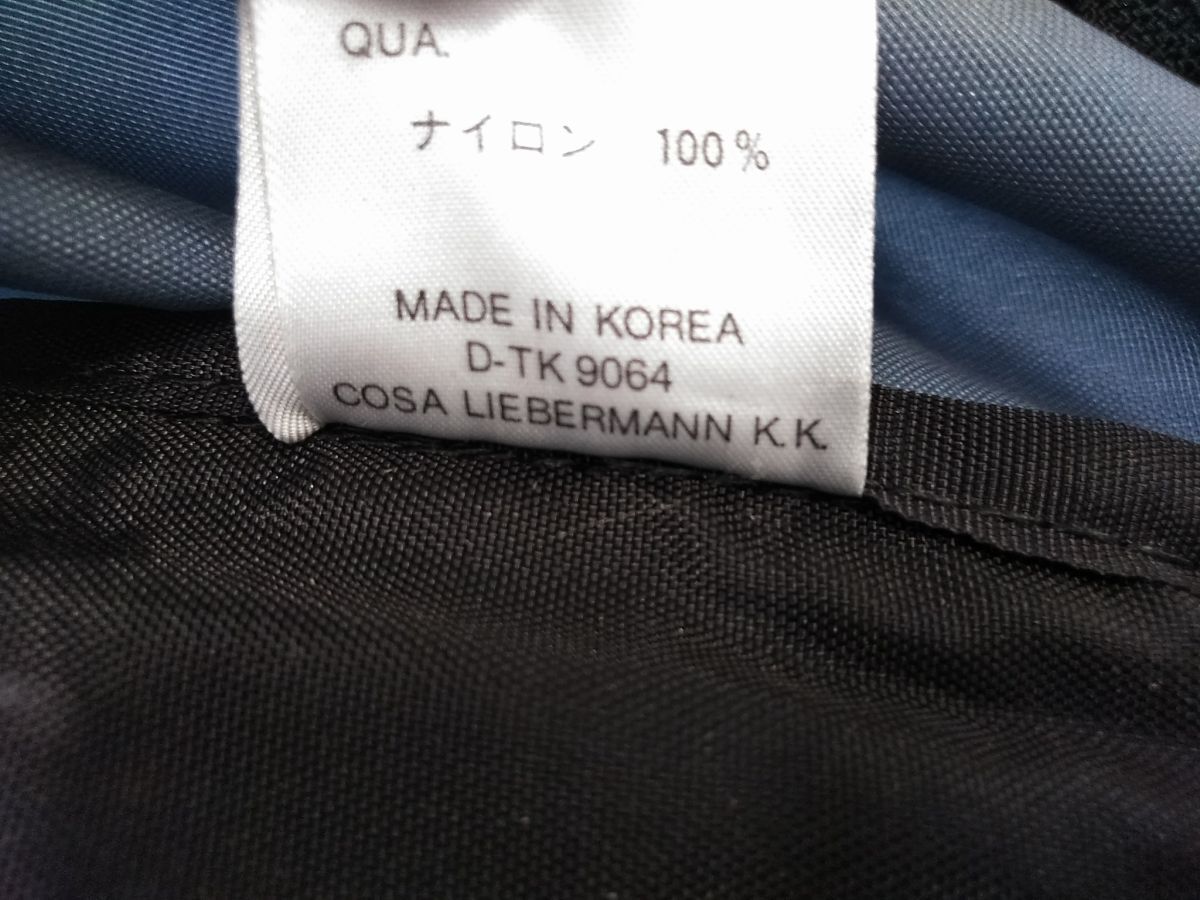 QUA.
ナイロン 100%
MADE IN KOREA
D-TK 9064
COSA LIEBERMANN K.K.